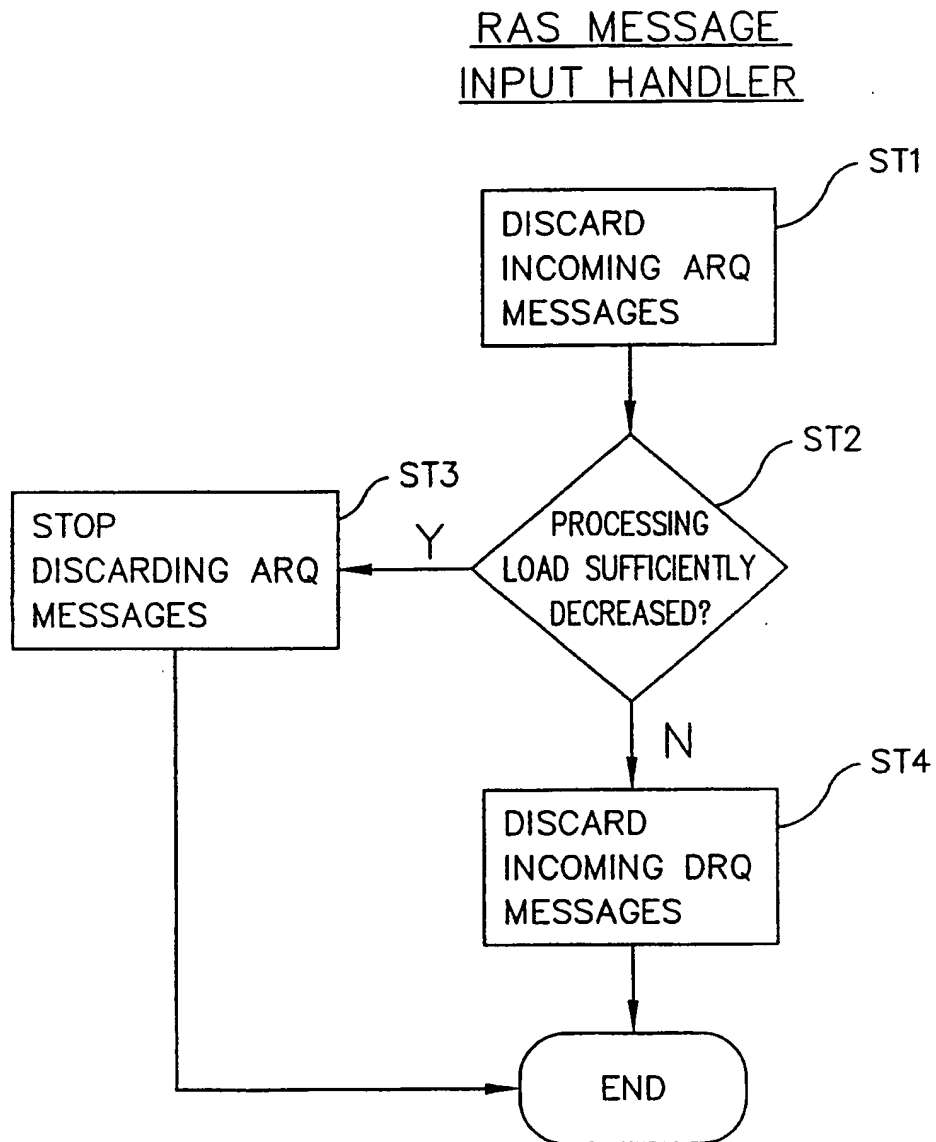 RAS MESSAGE
INPUT HANDLER
ST1
DISCARD
INCOMING ARQ
MESSAGES
ST2
PROCESSING
LOAD SUFFICIENTLY
DECREASED?
Y
ST3
STOP
DISCARDING ARQ
MESSAGES
N
ST4
DISCARD
INCOMING DRQ
MESSAGES
END